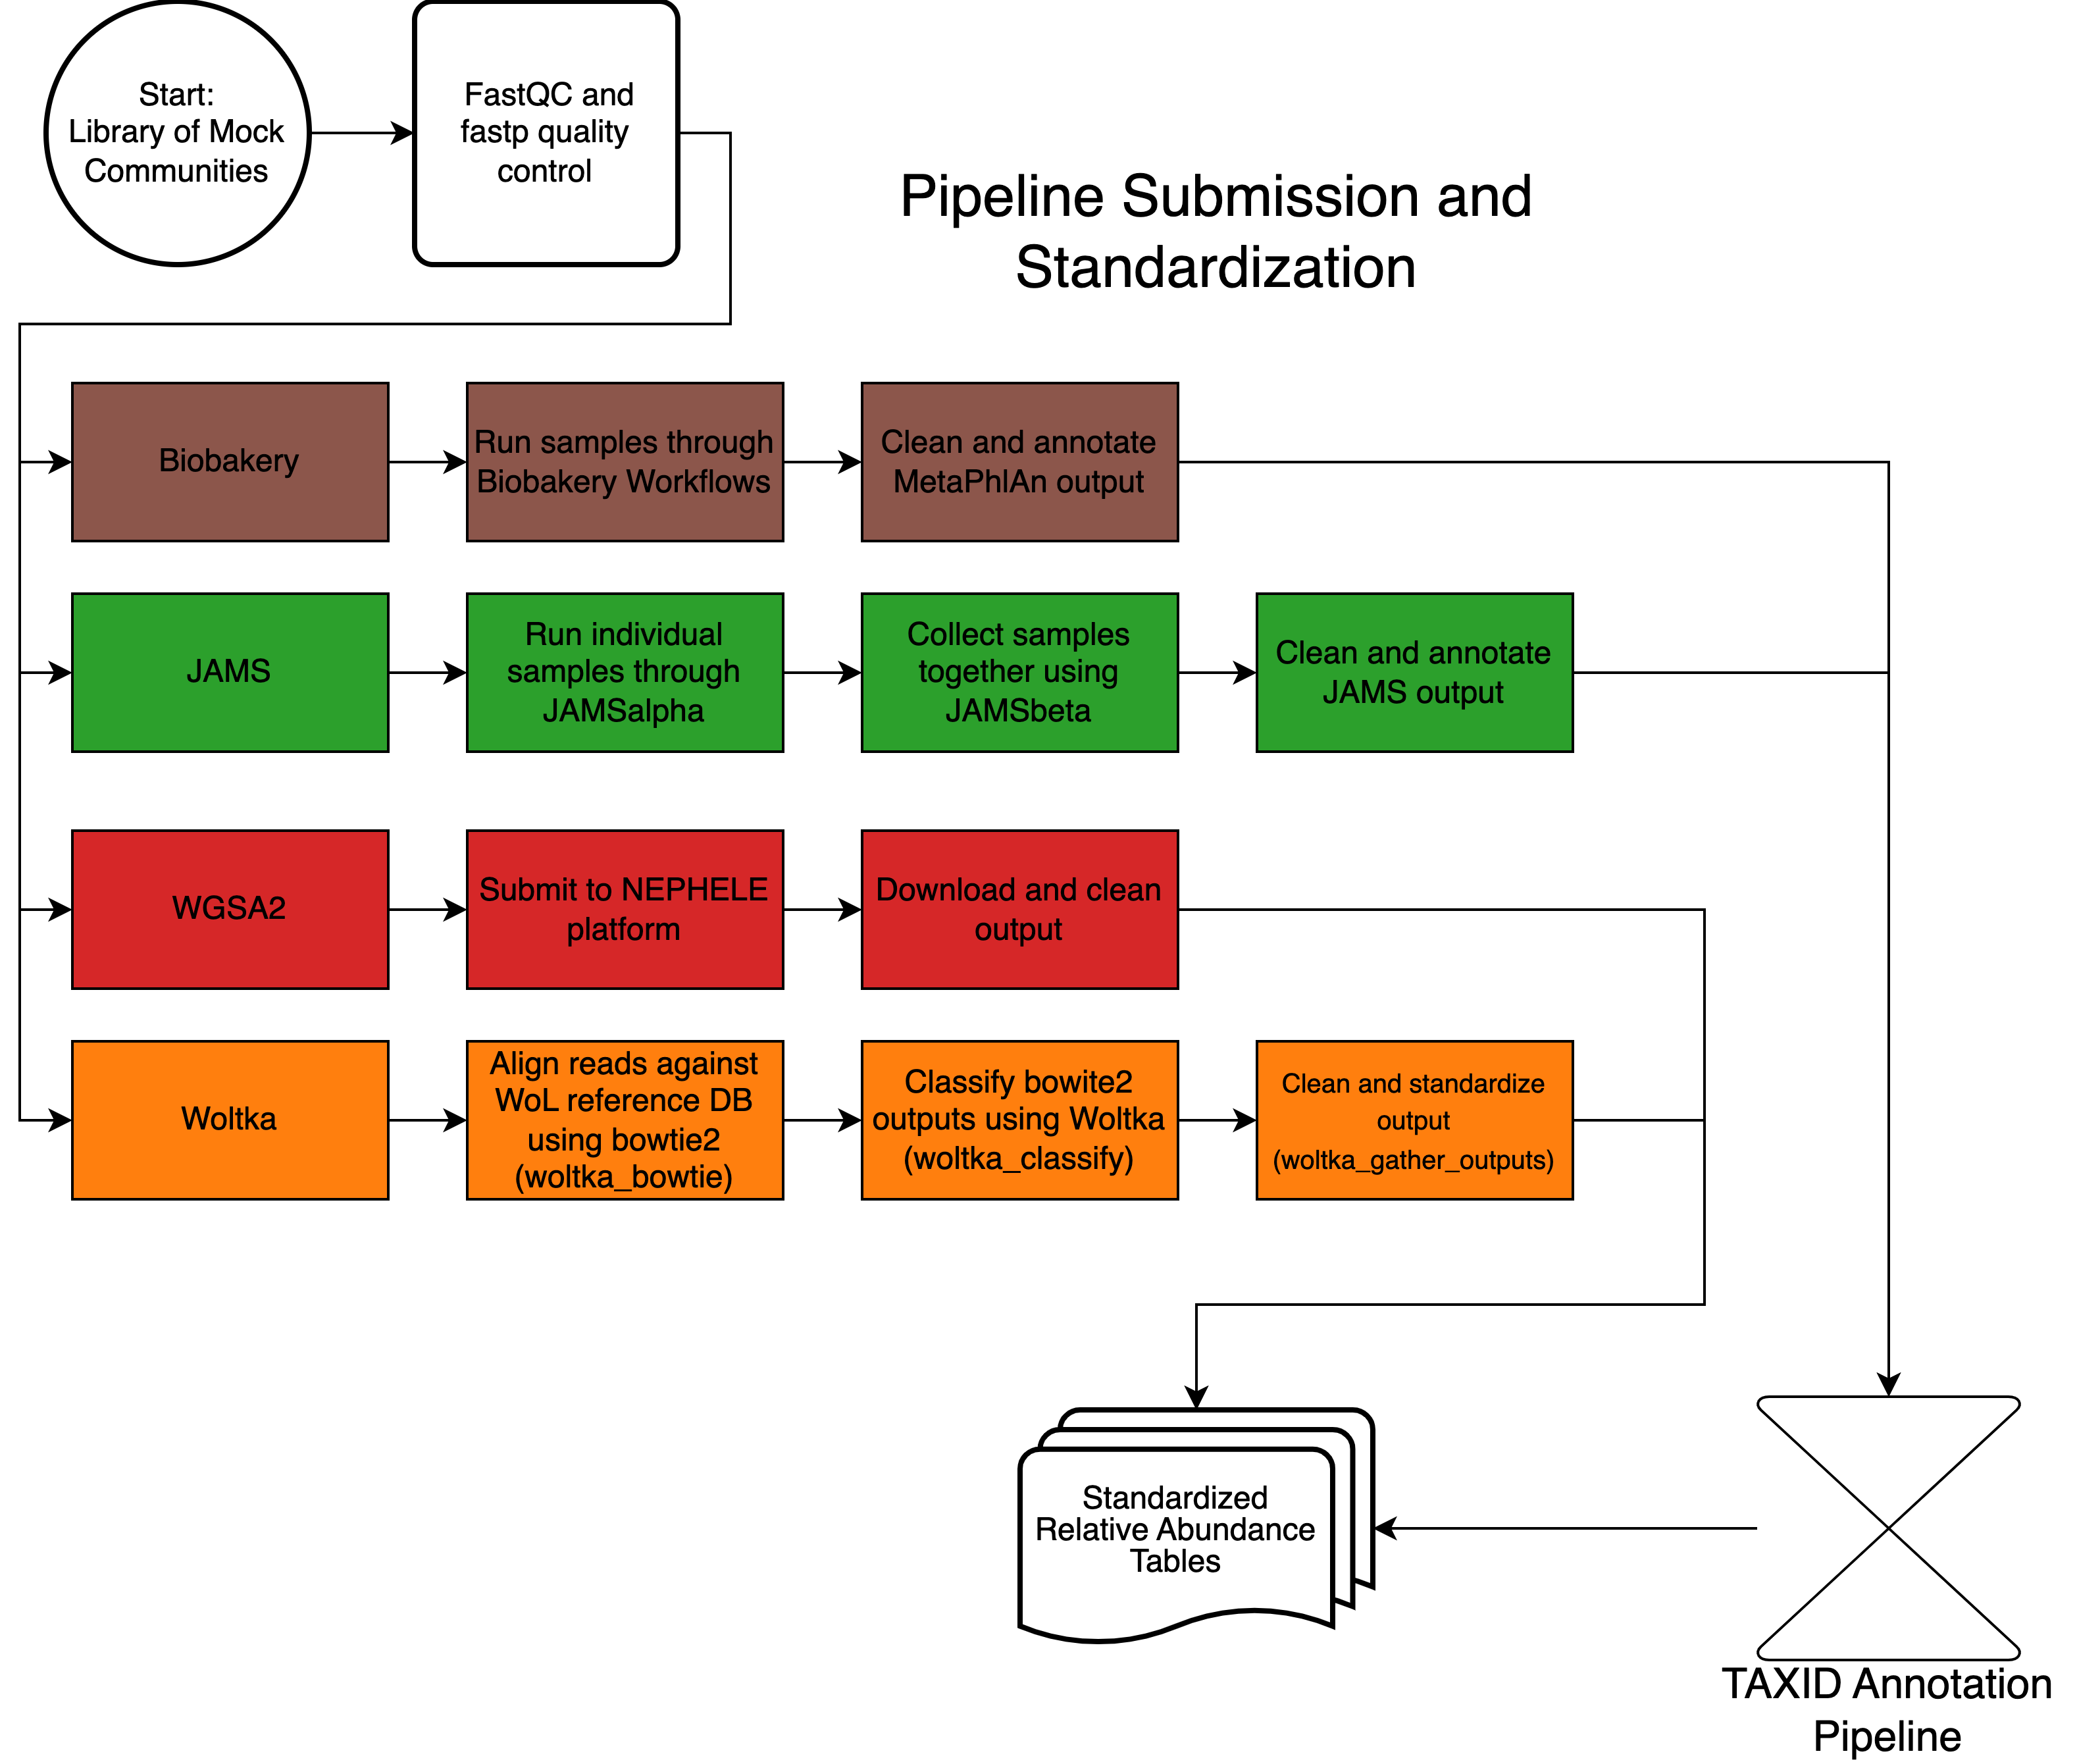 Start:
Library of Mock
Communities
FastQC and
fastp quality
control
Pipeline Submission and
Standardization
Biobakery
Run samples through
Biobakery Workflows
Clean and annotate
MetaPhlAn output
JAMS
Run individual
samples through
JAMSalpha
Collect samples
together using
JAMSbeta
Clean and annotate
JAMS output
WGSA2
Submit to NEPHELE
platform
Download and clean
output
Woltka
Align reads against
WoL reference DB
using bowtie2
(woltka_bowtie)
Classify bowite2
outputs using Woltka
(woltka_classify)
Clean and standardize
output
(woltka_gather_outputs)
Standardized
Relative Abundance
Tables
TAXID Annotation
Pipeline